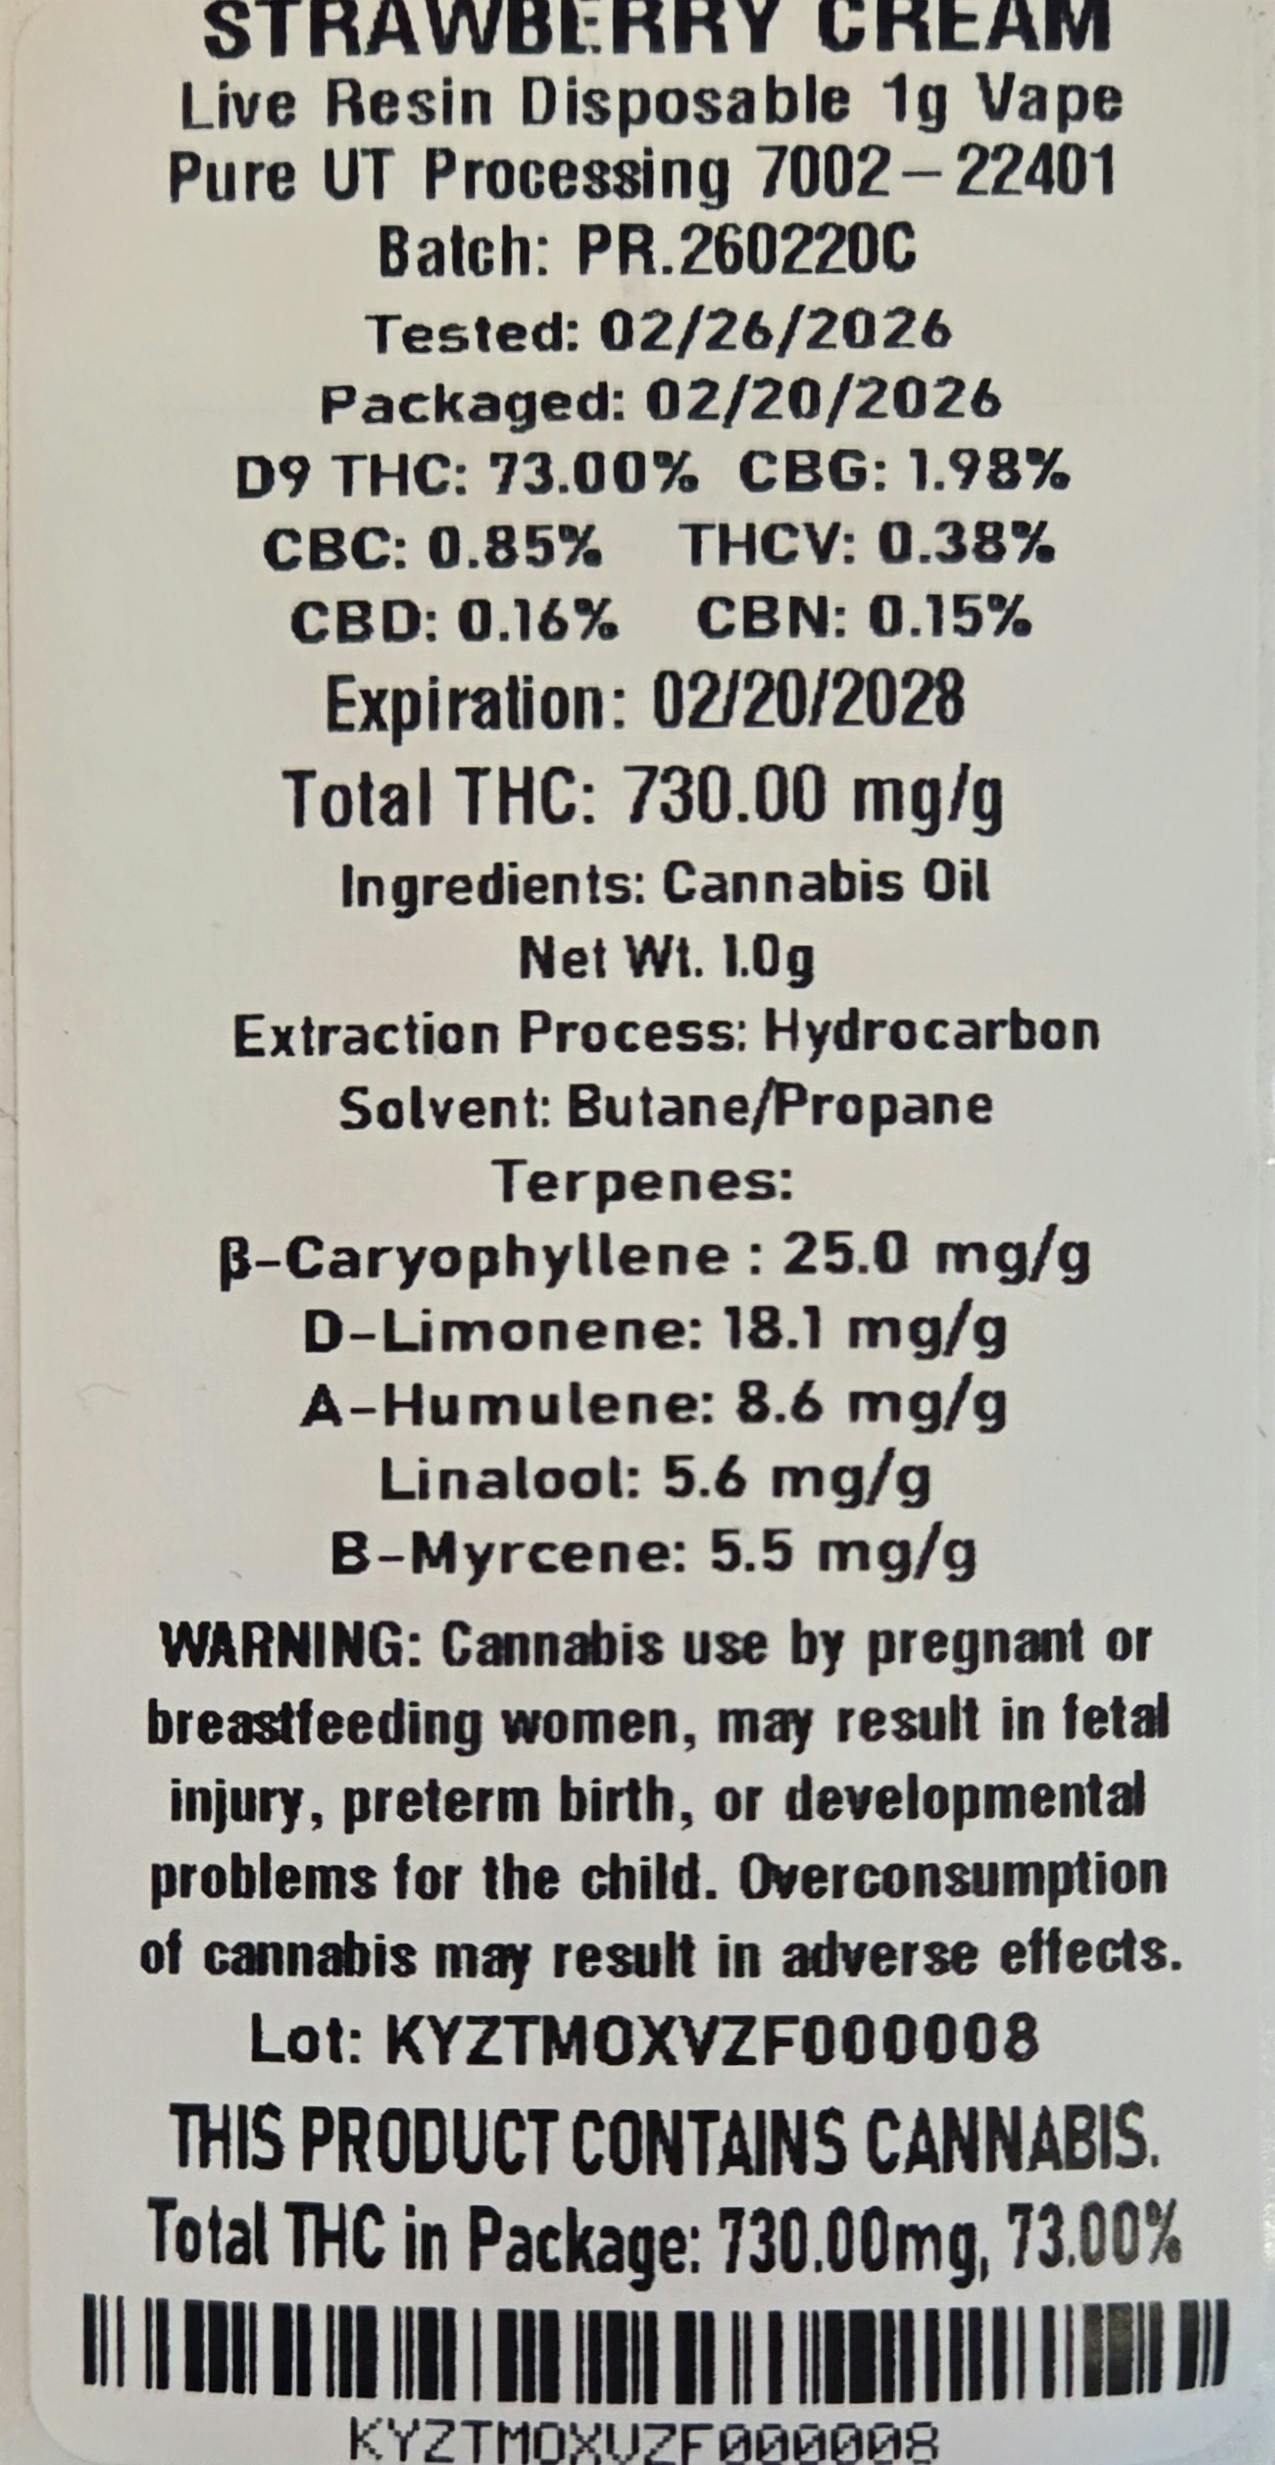 STRAWBERRY CREAM
Live Resin Disposable 1g Vape
Pure UT Processing 7002-22401
Batch: PR.260220C
Tested: 02/26/2026
Packaged: 02/20/2026
D9 THC: 73.00% CBG: 1.98%
CBC: 0.85% THCV: 0.38%
CBD: 0.16% CBN: 0.15%
Expiration: 02/20/2028
Total THC: 730.00 mg/g
Ingredients: Cannabis Oil
Net Wt. 1.0g
Extraction Process: Hydrocarbon
Solvent: Butane/Propane
Terpenes:
β-Caryophyllene : 25.0 mg/g
D-Limonene: 18.1 mg/g
A-Humulene: 8.6 mg/g
Linalool: 5.6 mg/g
B-Myrcene: 5.5 mg/g
WARNING: Cannabis use by pregnant or
breastfeeding women, may result in fetal
injury, preterm birth, or developmental
problems for the child. Overconsumption
of cannabis may result in adverse effects.
Lot: KYZTMOXVZF000008
THIS PRODUCT CONTAINS CANNABIS.
Total THC in Package: 730.00mg, 73.00%
KYZTMOXVZF000008